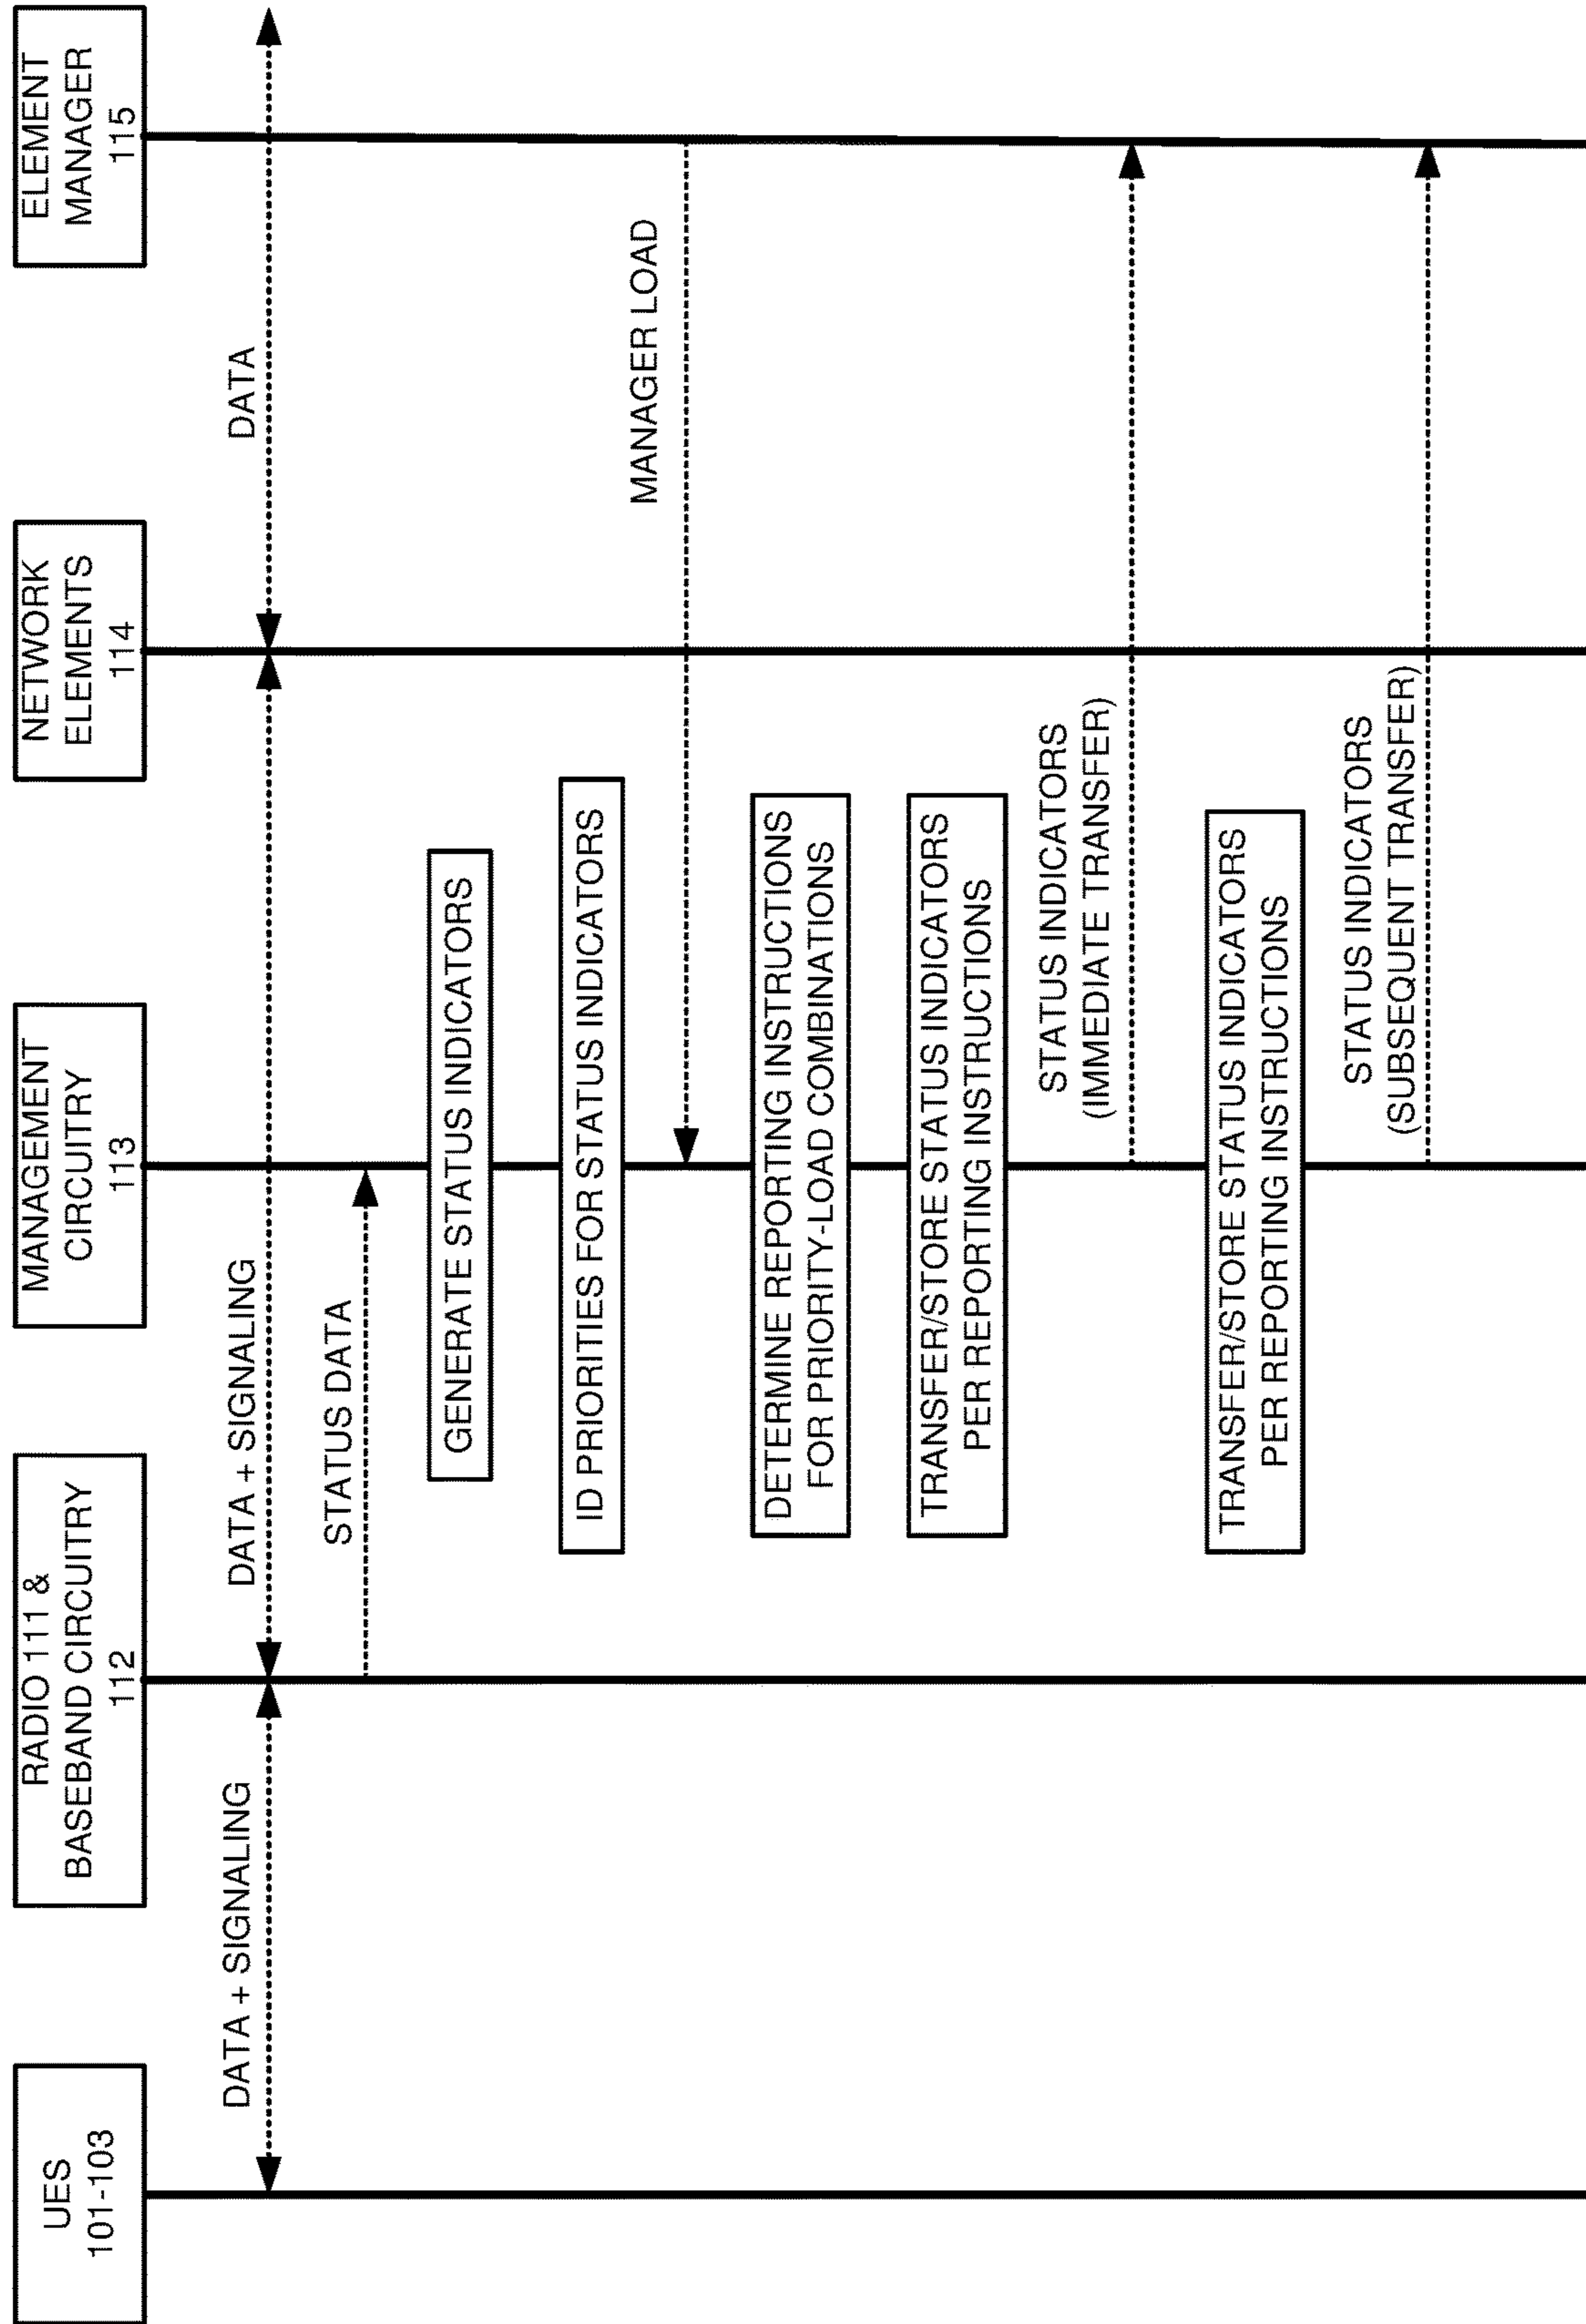 UES
101-103
RADIO 111 &
BASEBAND CIRCUITRY
112
MANAGEMENT
CIRCUITRY
113
NETWORK
ELEMENTS
114
ELEMENT
MANAGER
115
DATA + SIGNALING
DATA + SIGNALING
DATA
STATUS DATA
GENERATE STATUS INDICATORS
ID PRIORITIES FOR STATUS INDICATORS
MANAGER LOAD
DETERMINE REPORTING INSTRUCTIONS
FOR PRIORITY-LOAD COMBINATIONS
TRANSFER/STORE STATUS INDICATORS
PER REPORTING INSTRUCTIONS
STATUS INDICATORS
(IMMEDIATE TRANSFER)
TRANSFER/STORE STATUS INDICATORS
PER REPORTING INSTRUCTIONS
STATUS INDICATORS
(SUBSEQUENT TRANSFER)